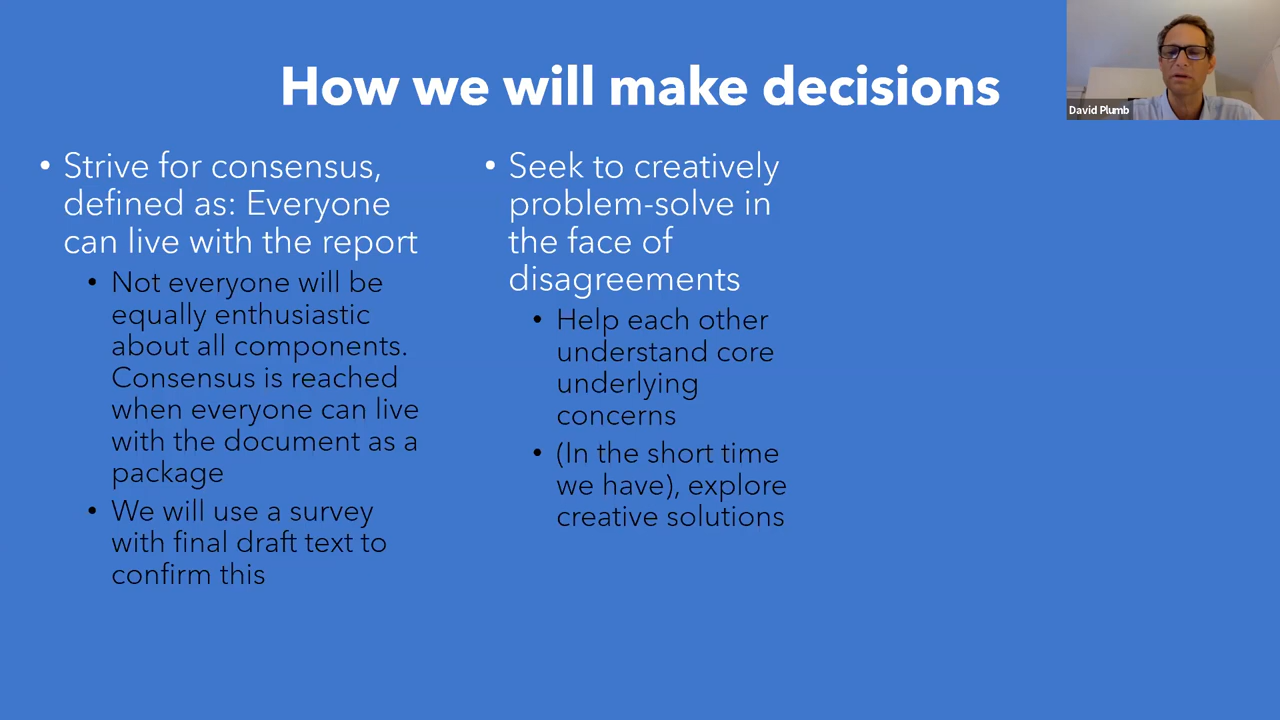 How we will make decisions
David Plumb
• Strive for consensus,
defined as: Everyone
can live with the report
• Not everyone will be
equally enthusiastic
about all components.
Consensus is reached
when everyone can live
with the document as a
package
• We will use a survey
with final draft text to
confirm this
• Seek to creatively
problem-solve in
the face of
disagreements
• Help each other
understand core
underlying
concerns
• (In the short time
we have), explore
creative solutions